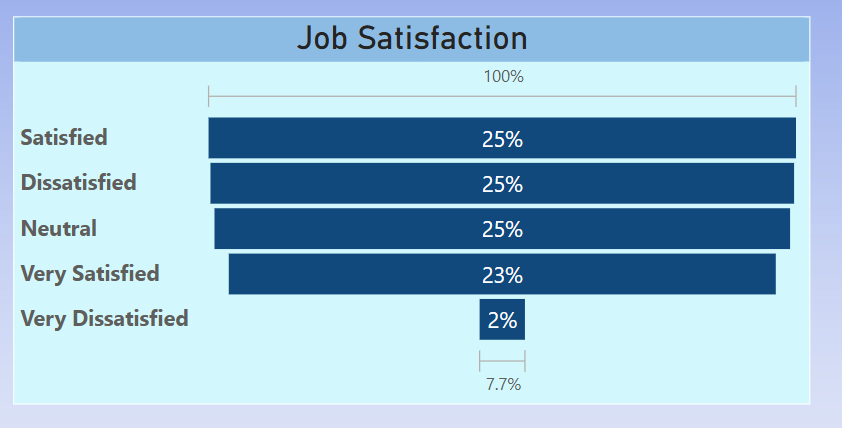 Job Satisfaction
100%
Satisfied 25%
Dissatisfied 25%
Neutral 25%
Very Satisfied 23%
Very Dissatisfied 2%
7.7%